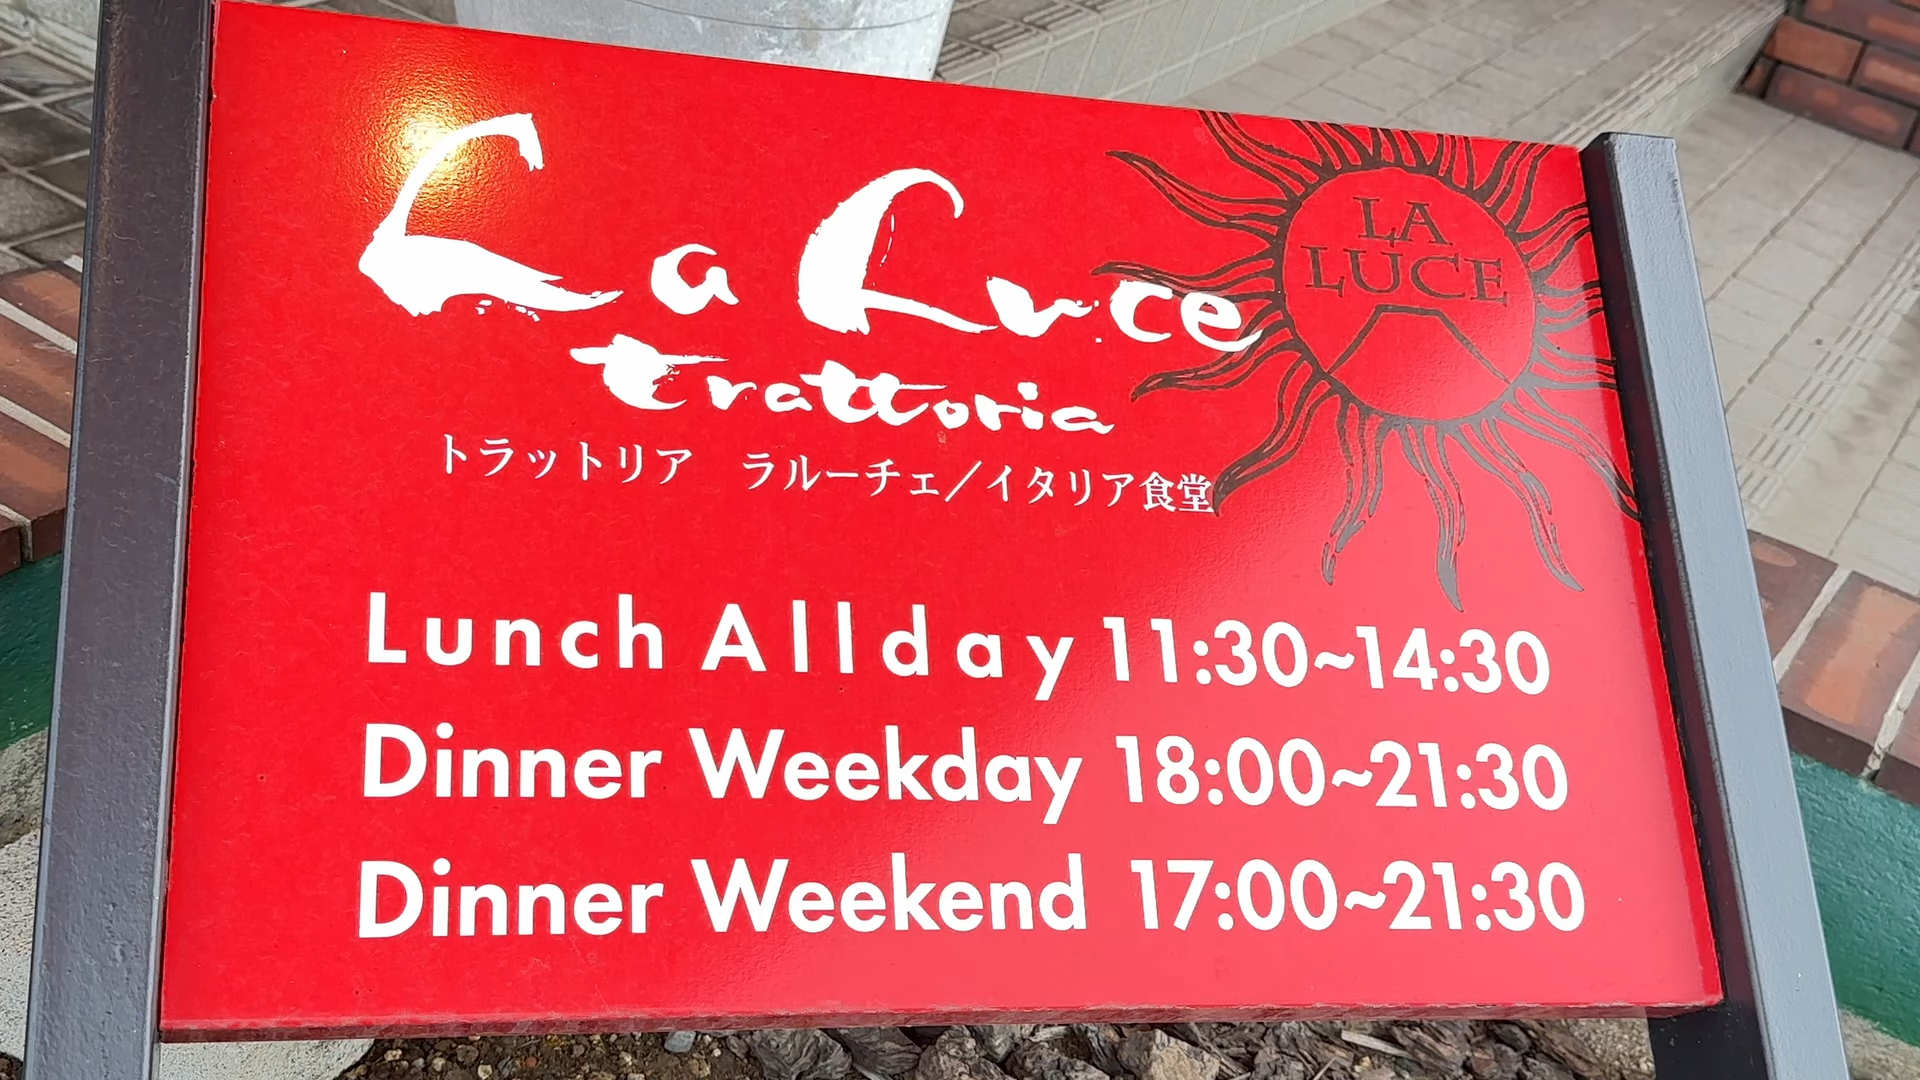 La Luce
trattoria
トラットリア ラルーチェ/イタリア食堂
LA
LUCE
Lunch Allday 11:30~14:30
Dinner Weekday 18:00~21:30
Dinner Weekend 17:00~21:30